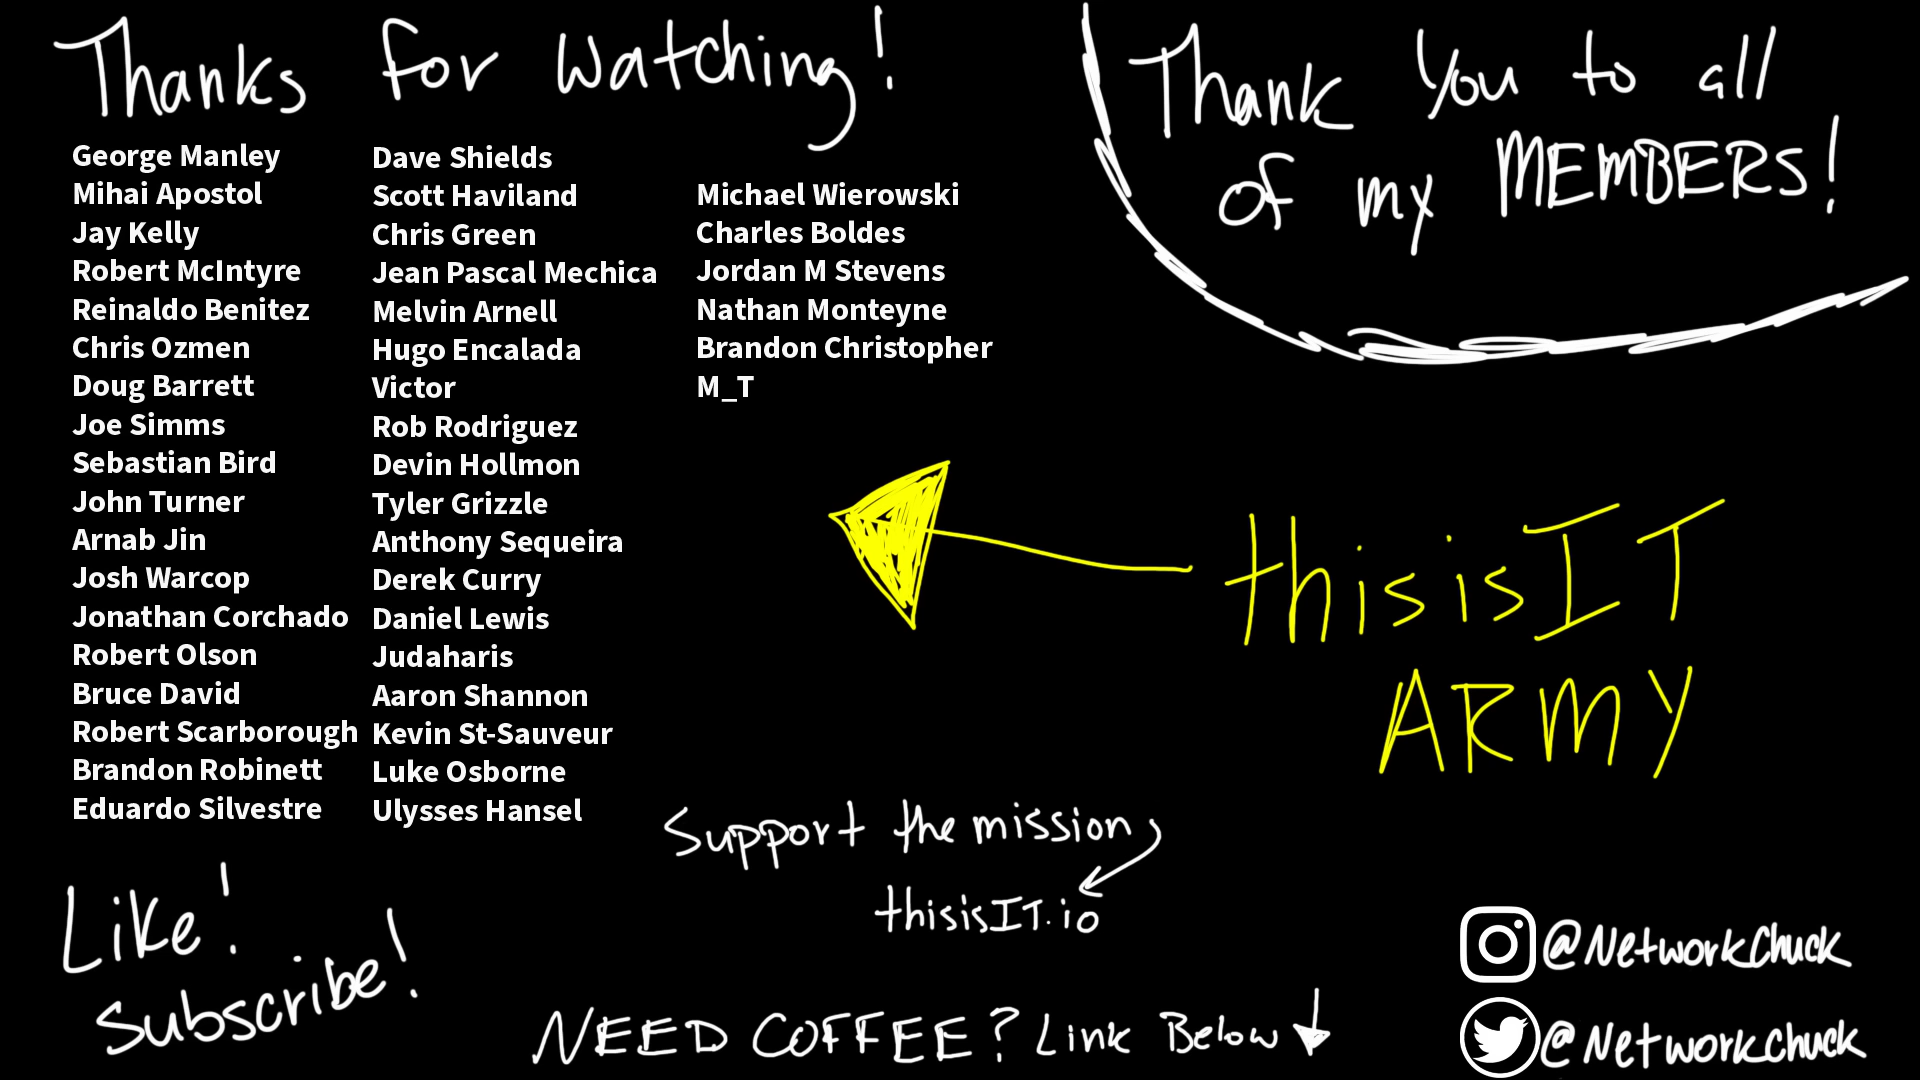 Thanks for watching!
George Manley
Mihai Apostol
Jay Kelly
Robert McIntyre
Reinaldo Benitez
Chris Ozmen
Doug Barrett
Joe Simms
Sebastian Bird
John Turner
Arnab Jin
Josh Warcop
Jonathan Corchado
Robert Olson
Bruce David
Robert Scarborough
Brandon Robinett
Eduardo Silvestre
Dave Shields
Scott Haviland
Chris Green
Jean Pascal Mechica
Melvin Arnell
Hugo Encalada
Victor
Rob Rodriguez
Devin Hollmon
Tyler Grizzle
Anthony Sequeira
Derek Curry
Daniel Lewis
Judaharis
Aaron Shannon
Kevin St-Sauveur
Luke Osborne
Ulysses Hansel
Michael Wierowski
Charles Boldes
Jordan M Stevens
Nathan Monteyne
Brandon Christopher
M_T
Thank You to all
of my MEMBERS!
thisisIT
ARMY
Support the mission
thisisIT.io
Like!
Subscribe!
NEED COFFEE? Link Below
@NetworkChuck
@Networkchuck